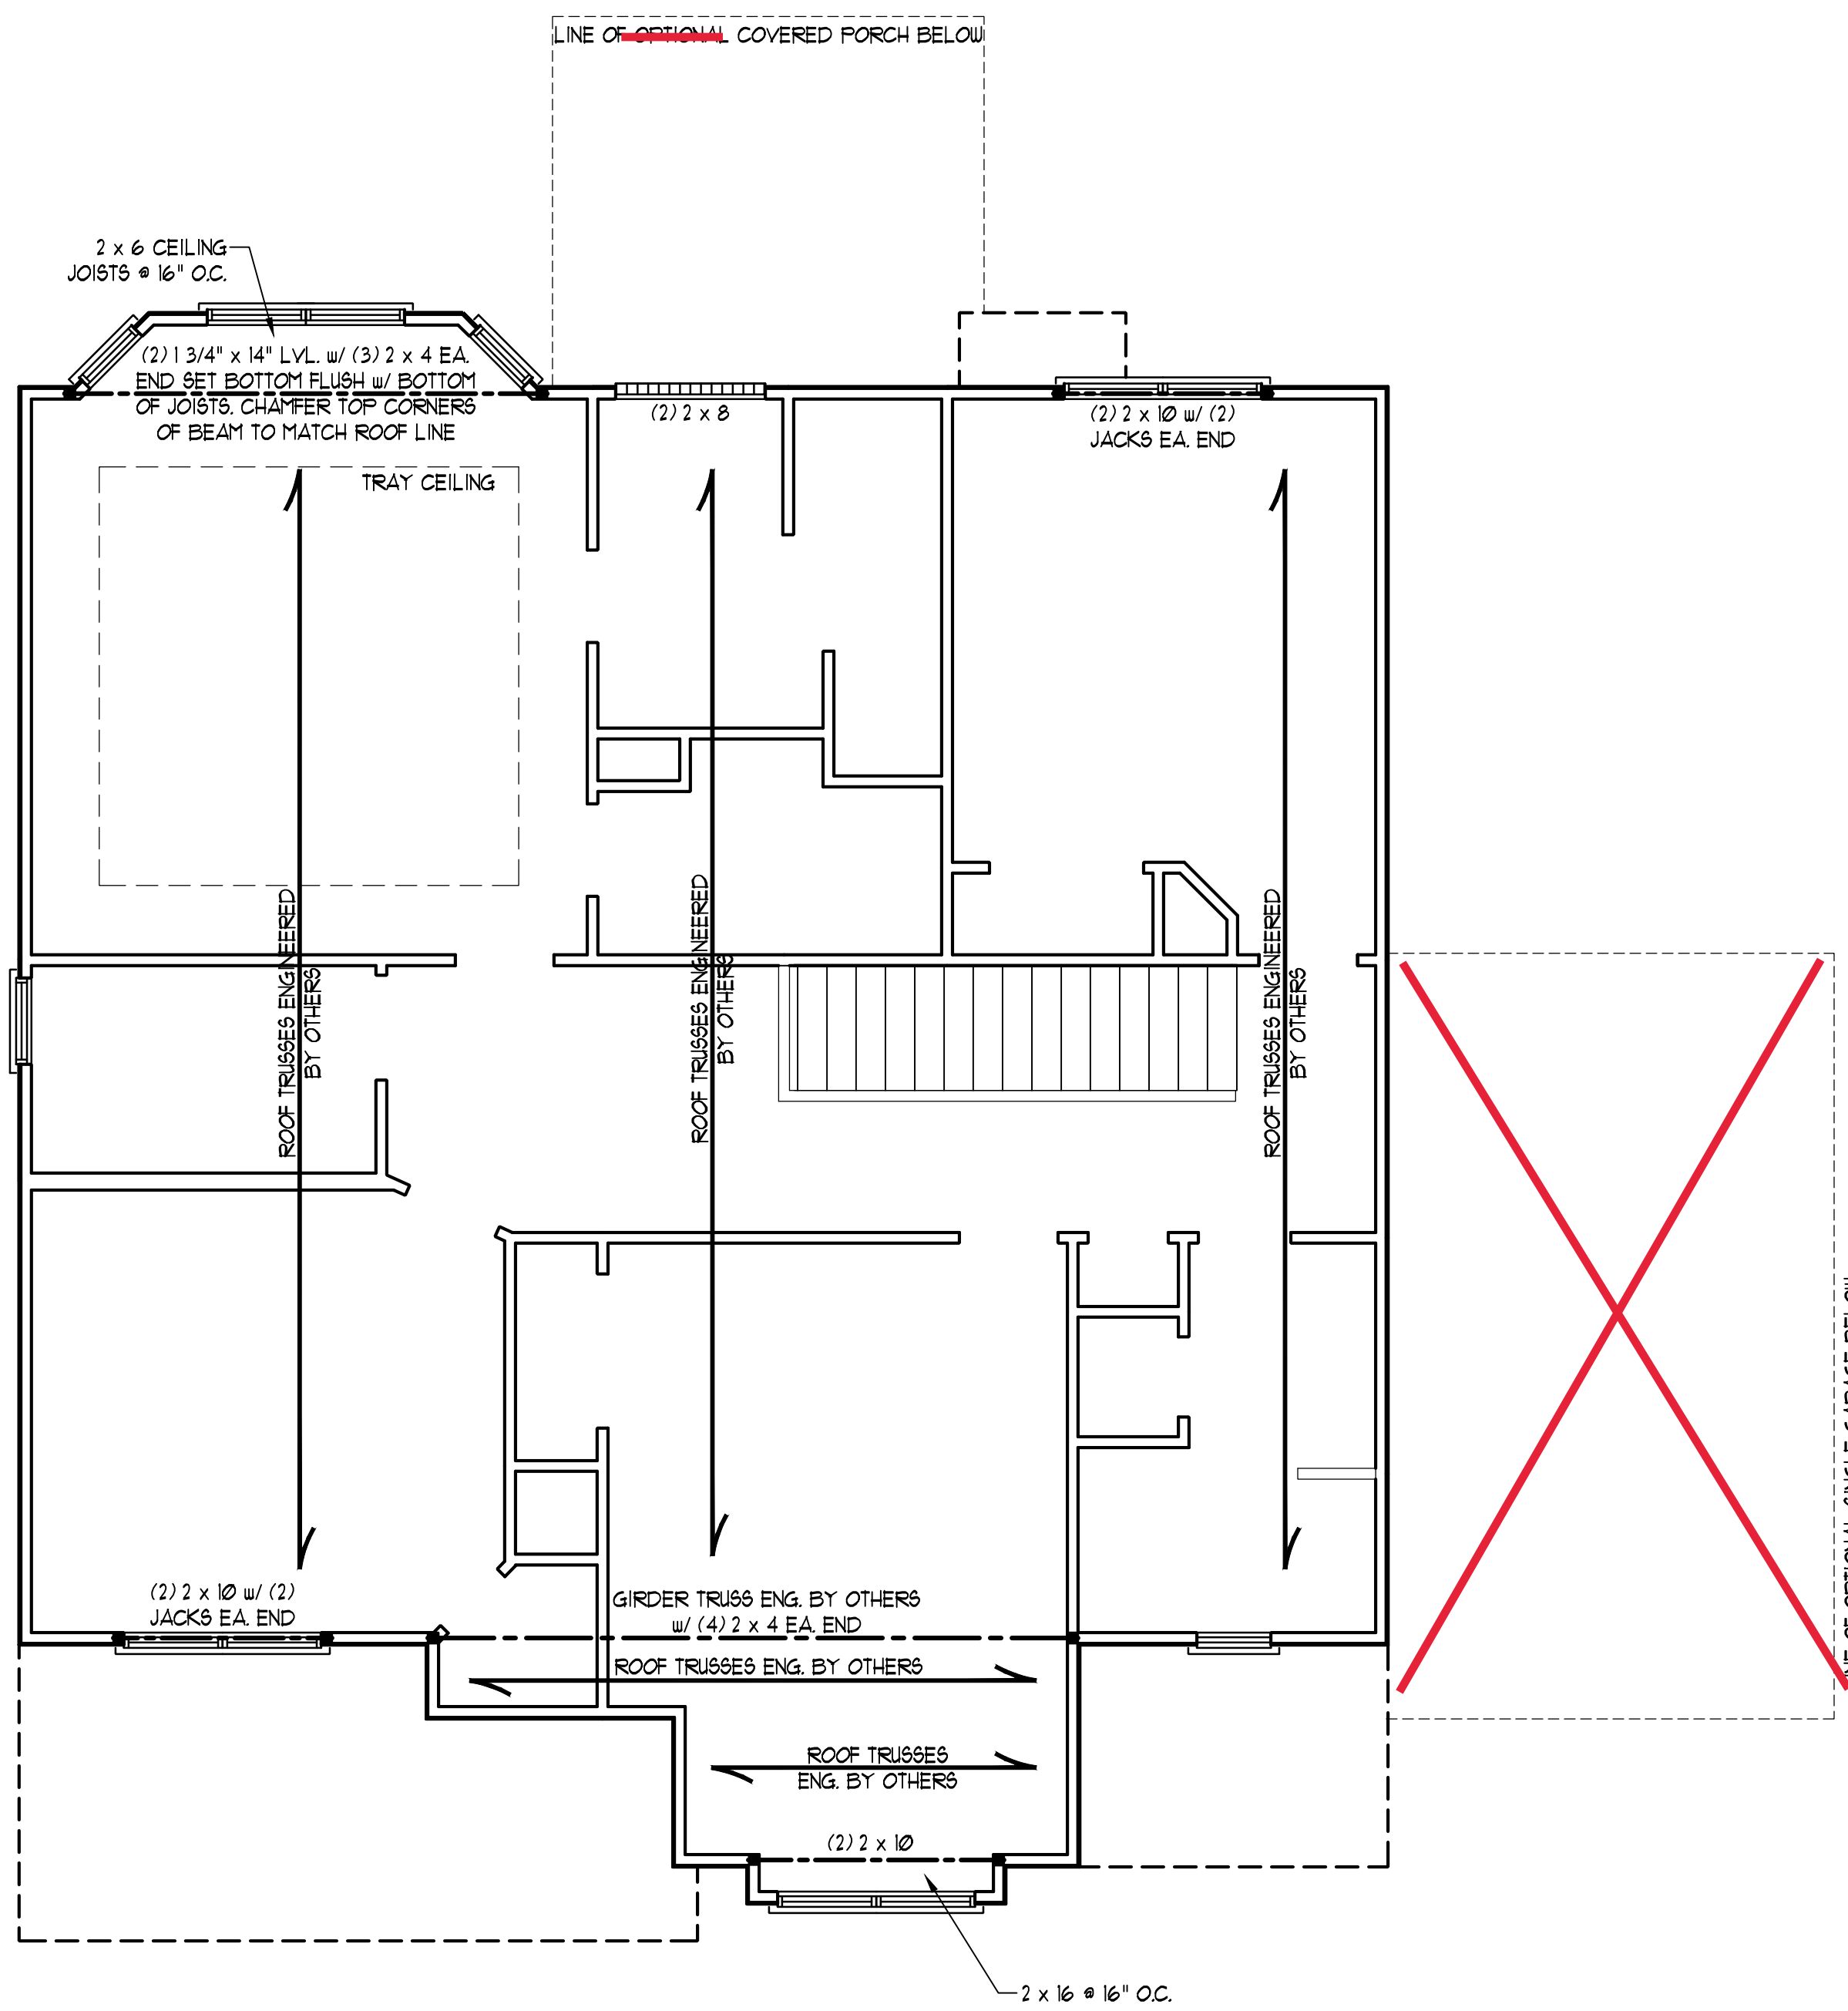 LINE OF OPTIONAL COVERED PORCH BELOW
2 x 6 CEILING
JOISTS @ 16" O.C.
(2) 1 3/4" x 14" LVL. w/ (3) 2 x 4 EA.
END SET BOTTOM FLUSH w/ BOTTOM
OF JOISTS. CHAMFER TOP CORNERS
OF BEAM TO MATCH ROOF LINE
(2) 2 x 8
(2) 2 x 10 w/ (2)
JACKS EA. END
TRAY CEILING
ROOF TRUSSES ENGINEERED
BY OTHERS
ROOF TRUSSES ENGINEERED
BY OTHERS
ROOF TRUSSES ENGINEERED
BY OTHERS
(2) 2 x 10 w/ (2)
JACKS EA. END
GIRDER TRUSS ENG. BY OTHERS
w/ (4) 2 x 4 EA. END
ROOF TRUSSES ENG. BY OTHERS
ROOF TRUSSES
ENG. BY OTHERS
(2) 2 x 10
2 x 16 @ 16" O.C.